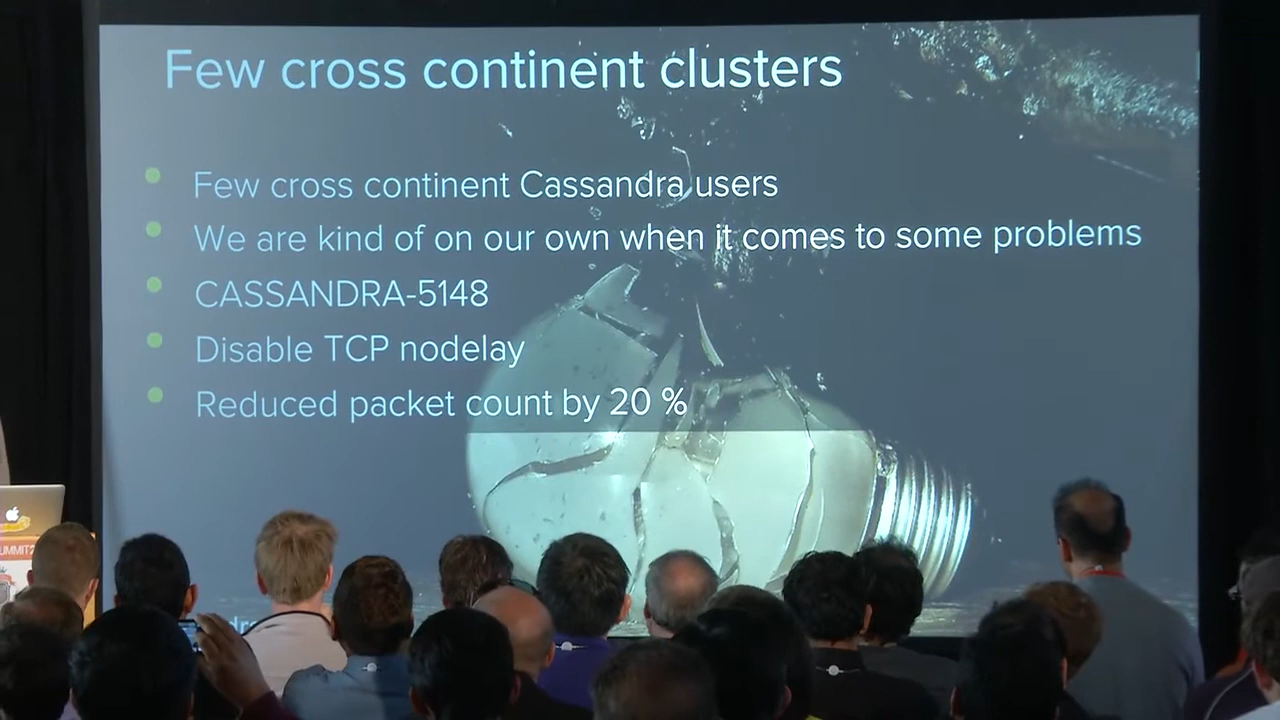 Few cross continent clusters
Few cross continent Cassandra users
We are kind of on our own when it comes to some problems
CASSANDRA-5148
Disable TCP nodelay
Reduced packet count by 20 %